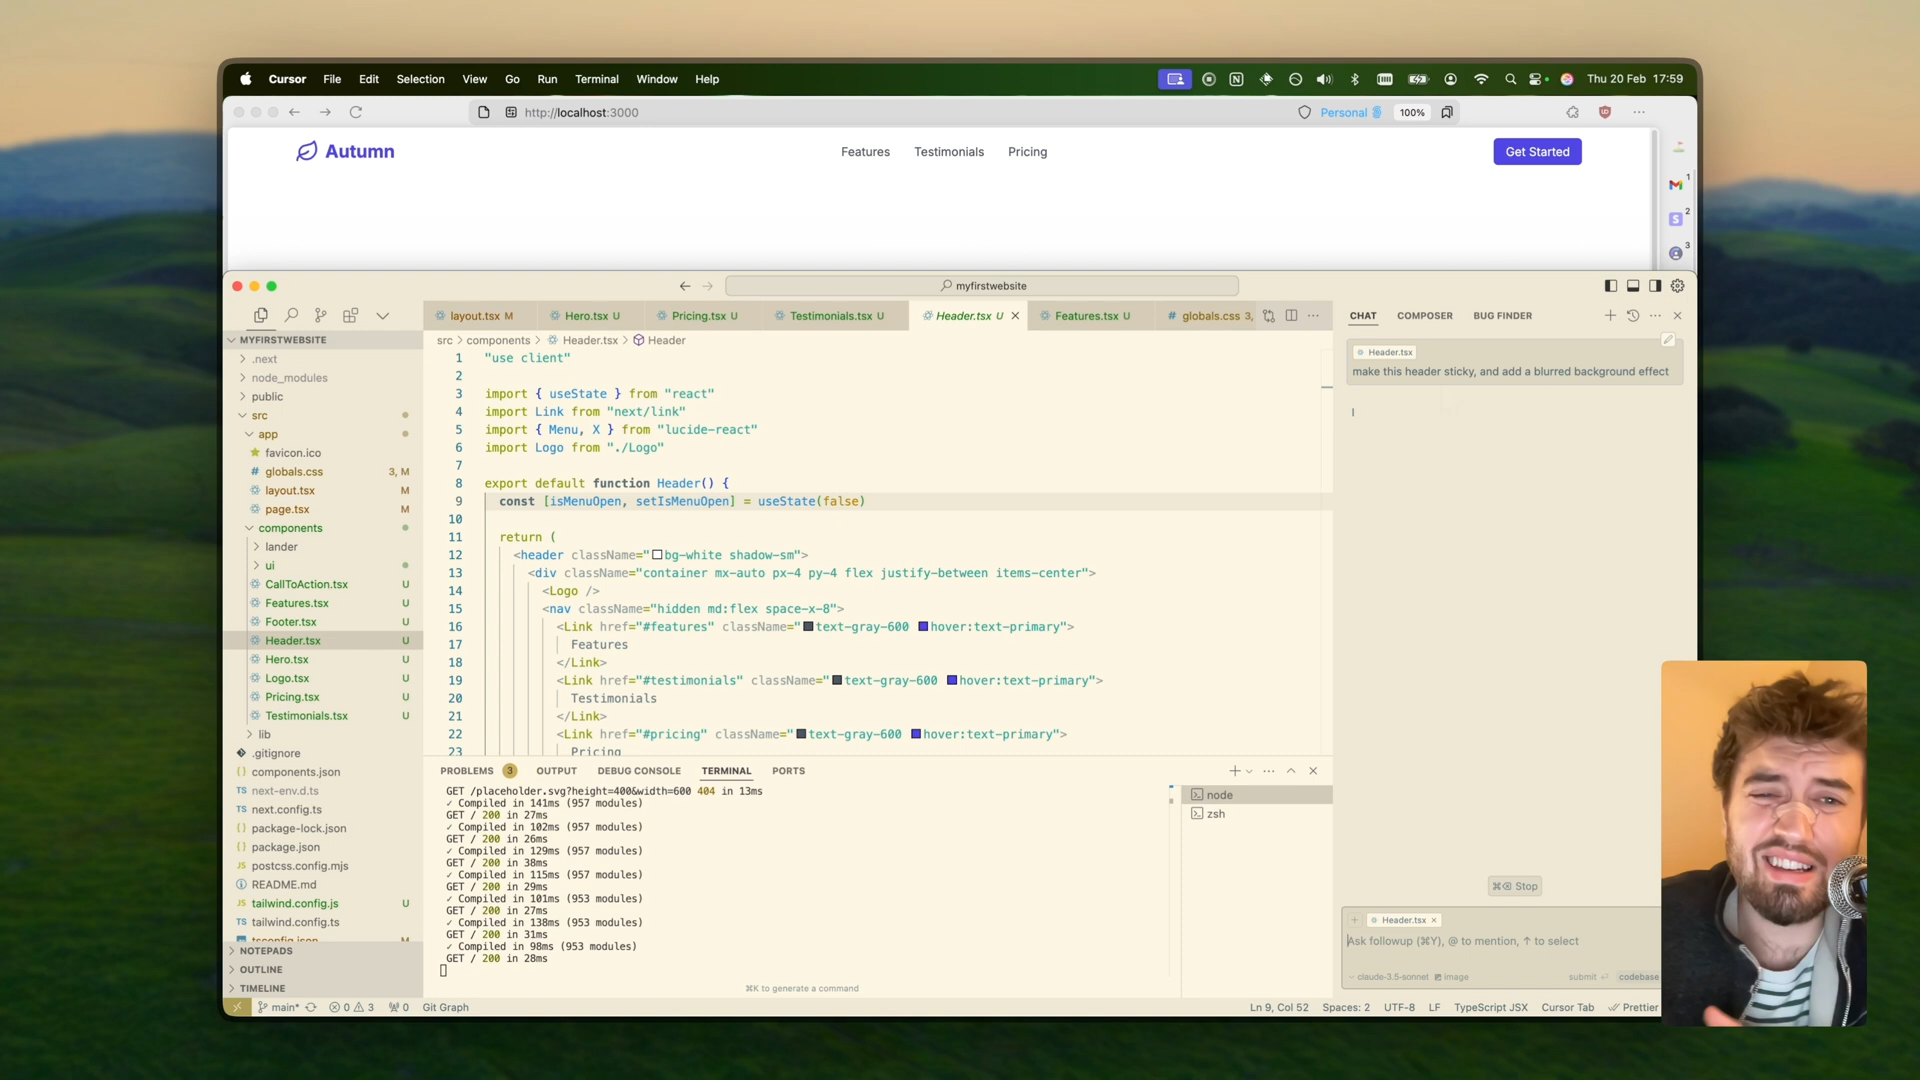 Cursor File Edit Selection View Go Run Terminal Window Help
Thu 20 Feb 17:59
http://localhost:3000
Personal
100%
Autumn
Features Testimonials Pricing
Get Started
1
2
3
myfirstwebsite
layout.tsx M
Hero.tsx U
Pricing.tsx U
Testimonials.tsx U
Header.tsx U
Features.tsx U
# globals.css 3,
CHAT COMPOSER BUG FINDER
MYFIRSTWEBSITE
.next
node_modules
public
src
app
favicon.ico
# globals.css 3, M
layout.tsx M
page.tsx M
components
lander
ui
CallToAction.tsx U
Features.tsx U
Footer.tsx U
Header.tsx U
Hero.tsx U
Logo.tsx U
Pricing.tsx U
Testimonials.tsx U
lib
.gitignore
{} components.json
TS next-env.d.ts
TS next.config.ts
{} package-lock.json
{} package.json
JS postcss.config.mjs
README.md
JS tailwind.config.js U
TS tailwind.config.ts
tsconfig.json M
NOTEPADS
OUTLINE
TIMELINE
src > components > Header.tsx > Header
1 "use client"
2
3 import { useState } from "react"
4 import Link from "next/link"
5 import { Menu, X } from "lucide-react"
6 import Logo from "./Logo"
7
8 export default function Header() {
9 const [isMenuOpen, setIsMenuOpen] = useState(false)
10
11 return (
12 <header className="bg-white shadow-sm">
13 <div className="container mx-auto px-4 py-4 flex justify-between items-center">
14 <Logo />
15 <nav className="hidden md:flex space-x-8">
16 <Link href="#features" className="text-gray-600 hover:text-primary">
17 Features
18 </Link>
19 <Link href="#testimonials" className="text-gray-600 hover:text-primary">
20 Testimonials
21 </Link>
22 <Link href="#pricing" className="text-gray-600 hover:text-primary">
23 Pricing
PROBLEMS 3 OUTPUT DEBUG CONSOLE TERMINAL PORTS
GET /placeholder.svg?height=400&width=600 404 in 13ms
✓ Compiled in 141ms (957 modules)
GET / 200 in 27ms
✓ Compiled in 102ms (957 modules)
GET / 200 in 26ms
✓ Compiled in 129ms (957 modules)
GET / 200 in 38ms
✓ Compiled in 115ms (957 modules)
GET / 200 in 29ms
✓ Compiled in 101ms (953 modules)
GET / 200 in 27ms
✓ Compiled in 138ms (953 modules)
GET / 200 in 31ms
✓ Compiled in 98ms (953 modules)
GET / 200 in 28ms
⌘K to generate a command
node
zsh
Header.tsx
make this header sticky, and add a blurred background effect
⌘⌫ Stop
+ Header.tsx ×
Ask followup (⌘Y), @ to mention, ↑ to select
claude-3.5-sonnet image submit codebase
main* 0 3 0 Git Graph
Ln 9, Col 52 Spaces: 2 UTF-8 LF TypeScript JSX Cursor Tab Prettier